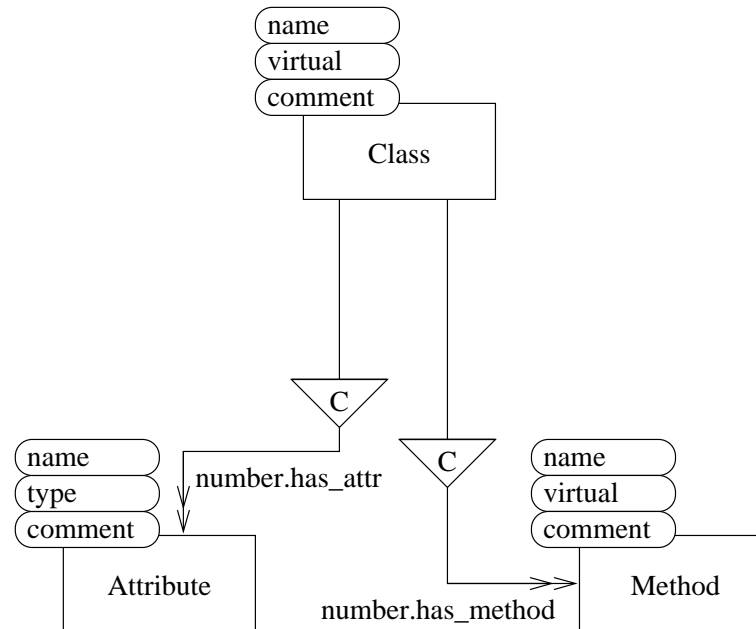 name
virtual
comment
Class
C
C
name
type
comment
number.has_attr
Attribute
name
virtual
comment
Method
number.has_method